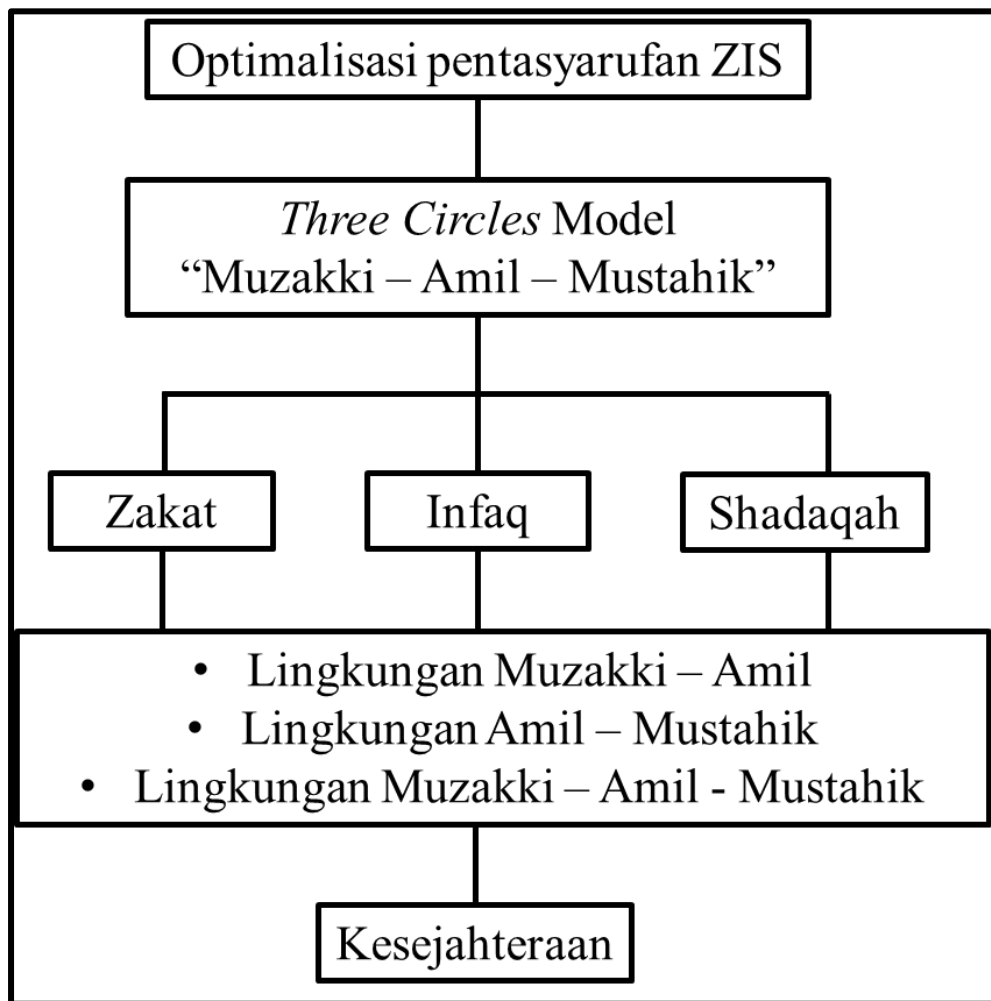 Optimalisasi pentasyarufan ZIS
Three Circles Model
“Muzakki – Amil – Mustahik”
Zakat
Infaq
Shadaqah
• Lingkungan Muzakki – Amil
• Lingkungan Amil – Mustahik
• Lingkungan Muzakki – Amil - Mustahik
Kesejahteraan